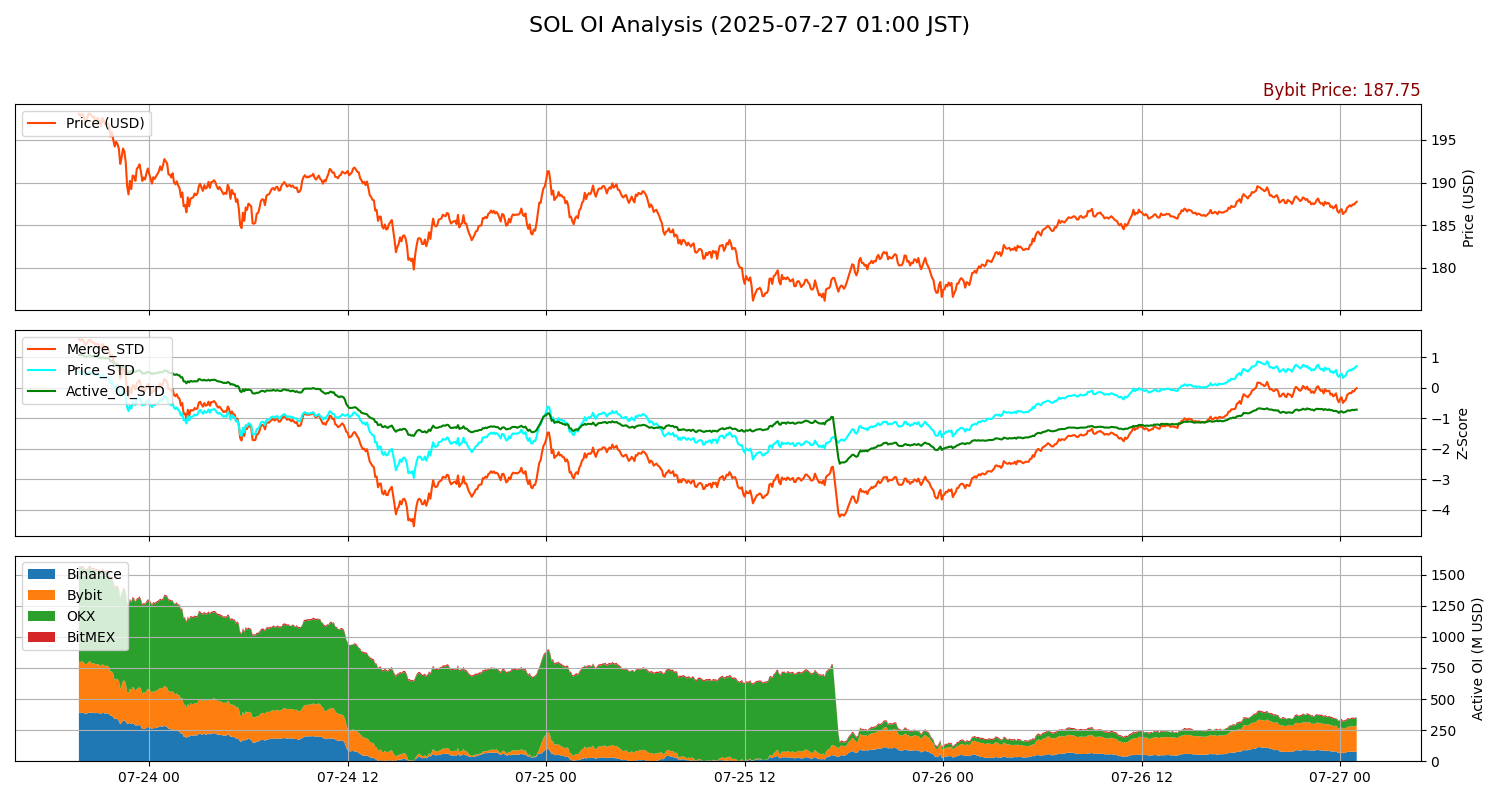 SOL OI Analysis (2025-07-27 01:00 JST)
Bybit Price: 187.75
Price (USD)
195
190
185
180
Price (USD)
Merge_STD
Price_STD
Active_OI_STD
1
0
−1
−2
−3
−4
Z-Score
Binance
Bybit
OKX
BitMEX
1500
1250
1000
750
500
250
0
Active OI (M USD)
07-24 00
07-24 12
07-25 00
07-25 12
07-26 00
07-26 12
07-27 00